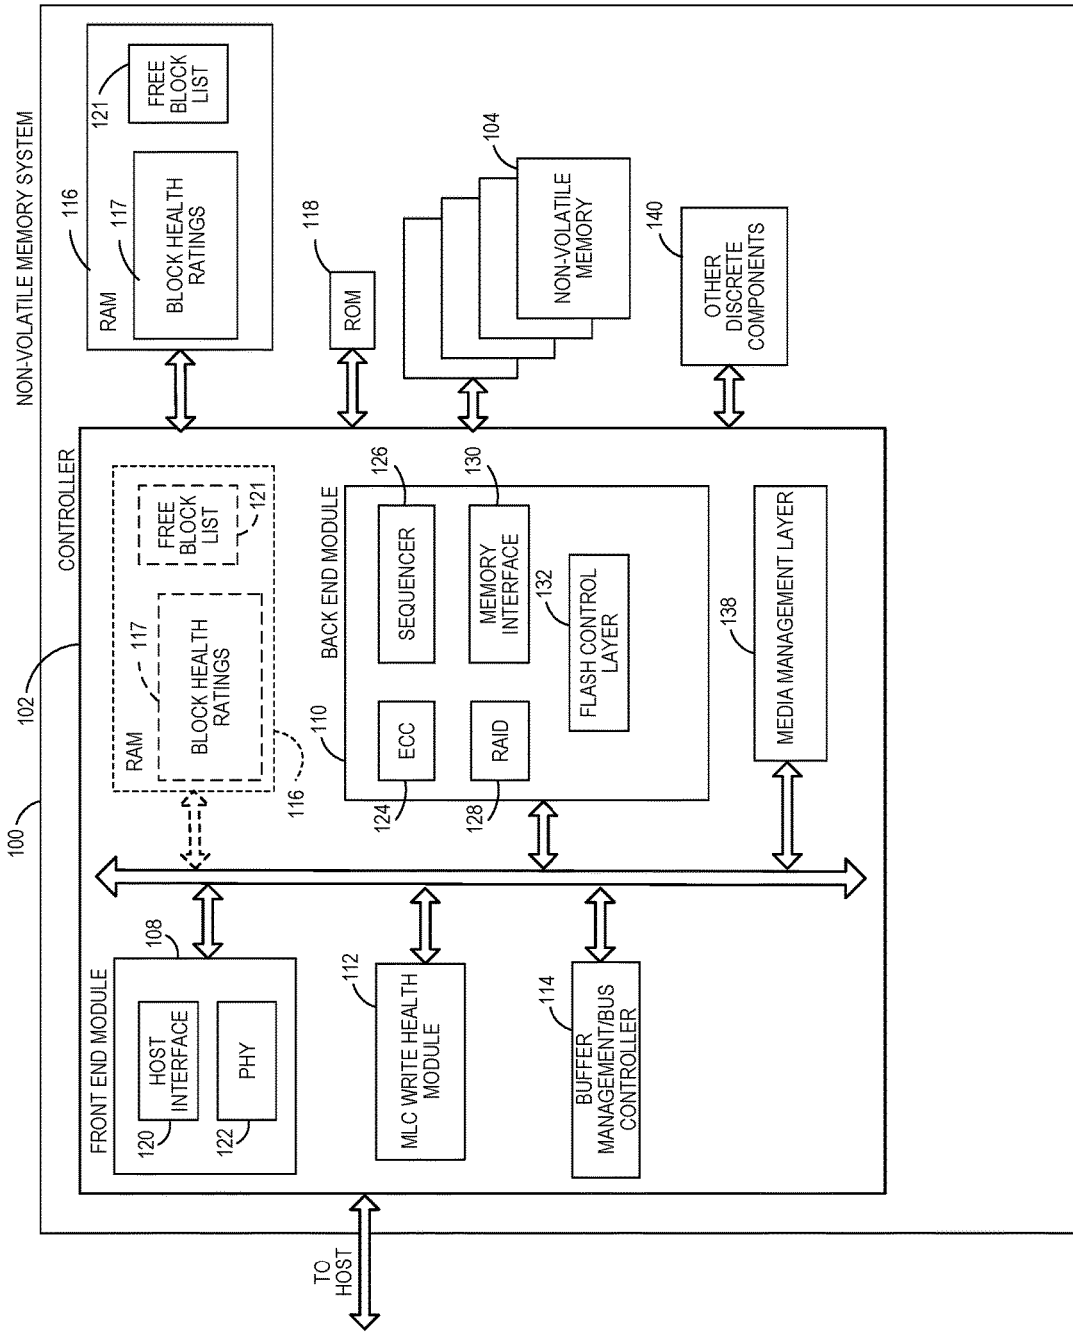 NON-VOLATILE MEMORY SYSTEM
100
102
CONTROLLER
TO
HOST
FRONT END MODULE
108
HOST
INTERFACE
120
PHY
122
MLC WRITE HEALTH
MODULE
112
BUFFER
MANAGEMENT/BUS
CONTROLLER
114
RAM
117
BLOCK HEALTH
RATINGS
FREE
BLOCK
LIST
121
116
BACK END MODULE
110
ECC
124
SEQUENCER
126
RAID
128
MEMORY
INTERFACE
130
FLASH CONTROL
LAYER
132
MEDIA MANAGEMENT LAYER
138
116
RAM
117
BLOCK HEALTH
RATINGS
121
FREE
BLOCK
LIST
ROM
118
NON-VOLATILE
MEMORY
104
OTHER
DISCRETE
COMPONENTS
140